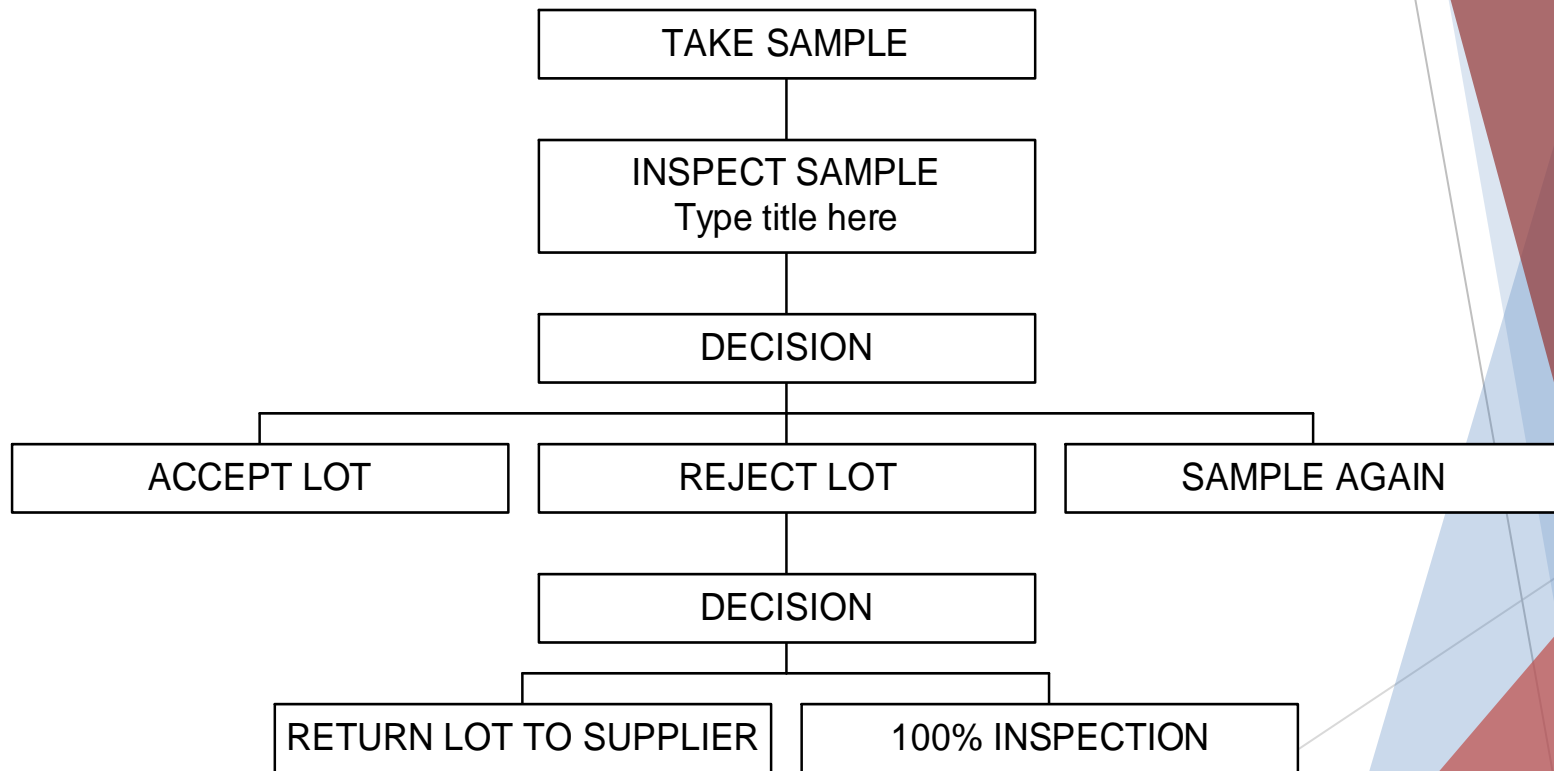 TAKE SAMPLE
INSPECT SAMPLE
Type title here
DECISION
ACCEPT LOT
REJECT LOT
SAMPLE AGAIN
DECISION
RETURN LOT TO SUPPLIER
100% INSPECTION